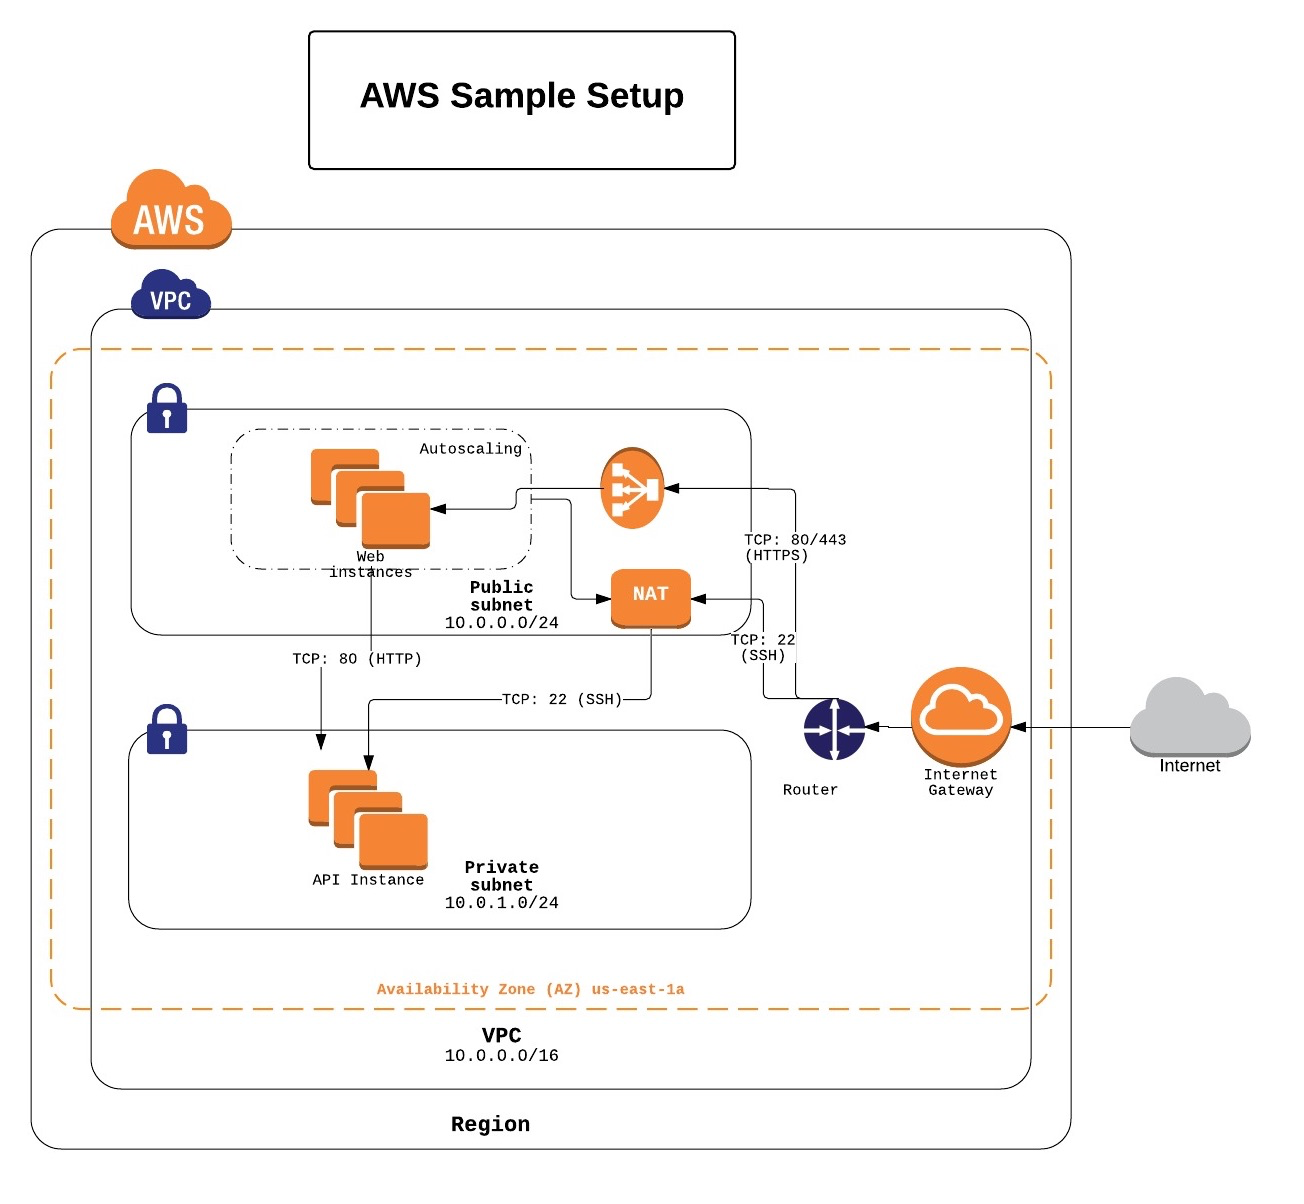 AWS Sample Setup
AWS
VPC
Autoscaling
Web
instances
Public
subnet
10.0.0.0/24
NAT
TCP: 80/443
(HTTPS)
TCP: 22
(SSH)
TCP: 80 (HTTP)
TCP: 22 (SSH)
Router
Internet
Gateway
Internet
API Instance
Private
subnet
10.0.1.0/24
Availability Zone (AZ) us-east-1a
VPC
10.0.0.0/16
Region